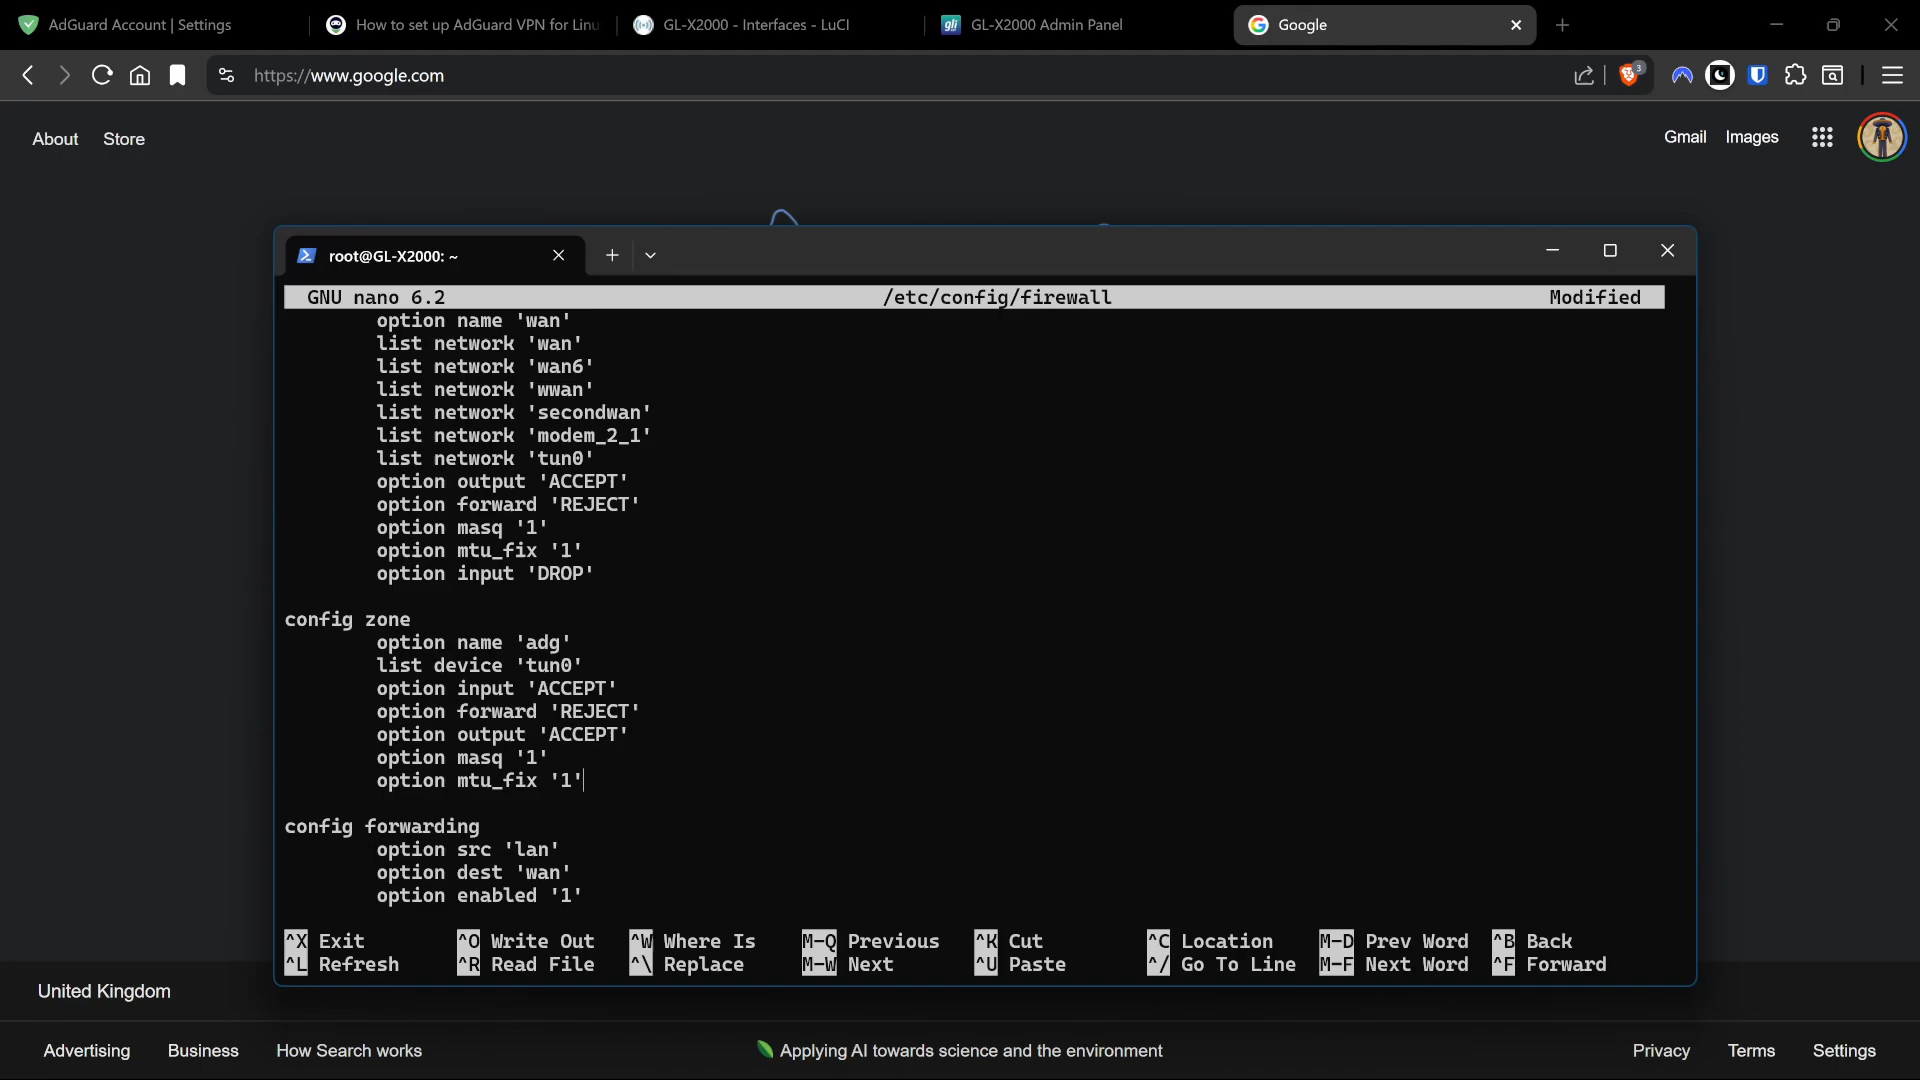 AdGuard Account | Settings
How to set up AdGuard VPN for Linu
GL-X2000 - Interfaces - LuCI
GL-X2000 Admin Panel
Google
https://www.google.com
3
About
Store
Gmail
Images
root@GL-X2000: ~
GNU nano 6.2 /etc/config/firewall Modified
option name 'wan'
list network 'wan'
list network 'wan6'
list network 'wwan'
list network 'secondwan'
list network 'modem_2_1'
list network 'tun0'
option output 'ACCEPT'
option forward 'REJECT'
option masq '1'
option mtu_fix '1'
option input 'DROP'
config zone
option name 'adg'
list device 'tun0'
option input 'ACCEPT'
option forward 'REJECT'
option output 'ACCEPT'
option masq '1'
option mtu_fix '1'
config forwarding
option src 'lan'
option dest 'wan'
option enabled '1'
^X Exit ^O Write Out ^W Where Is M-Q Previous ^K Cut ^C Location M-D Prev Word ^B Back
^L Refresh ^R Read File ^\ Replace M-W Next ^U Paste ^/ Go To Line M-F Next Word ^F Forward
United Kingdom
Advertising
Business
How Search works
Applying AI towards science and the environment
Privacy
Terms
Settings